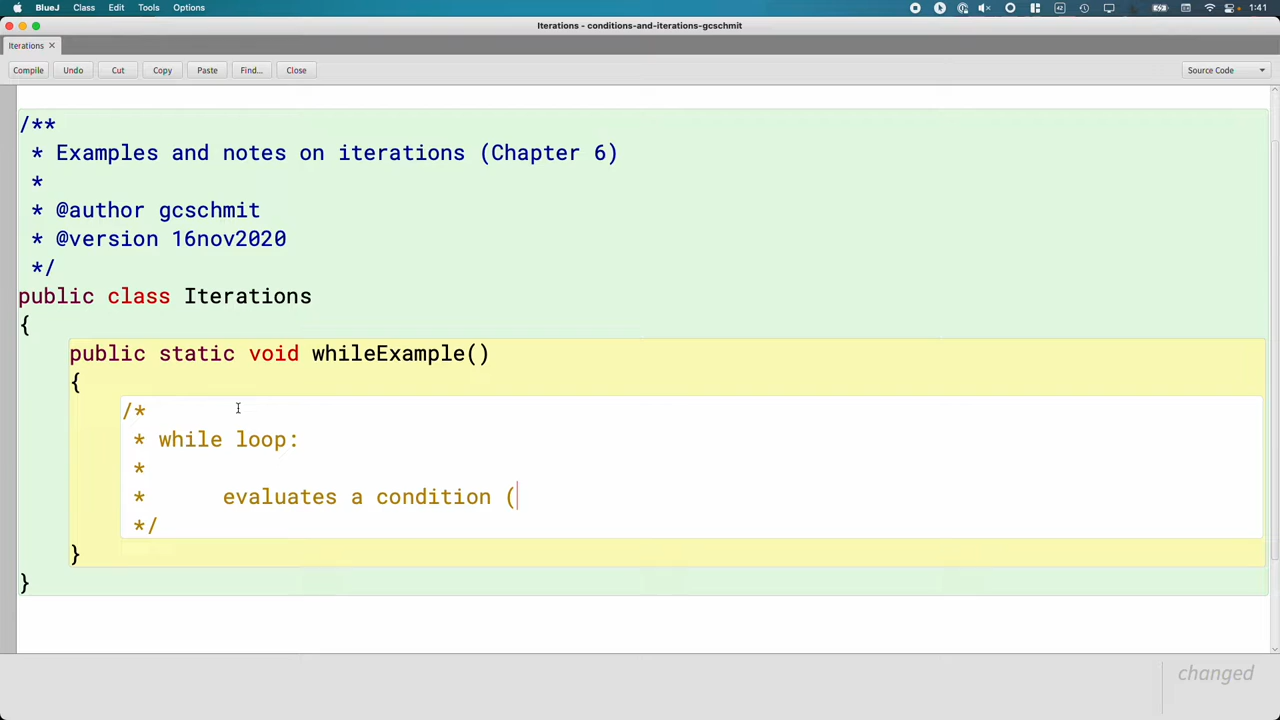 BlueJ Class Edit Tools Options 42 1:41
Iterations - conditions-and-iterations-gcschmit
Iterations ×
Compile Undo Cut Copy Paste Find... Close Source Code
/**
 * Examples and notes on iterations (Chapter 6)
 *
 * @author gcschmit
 * @version 16nov2020
 */
public class Iterations
{
    public static void whileExample()
    {
        /*
         * while loop:
         *
         *      evaluates a condition (
         */
    }
}
changed